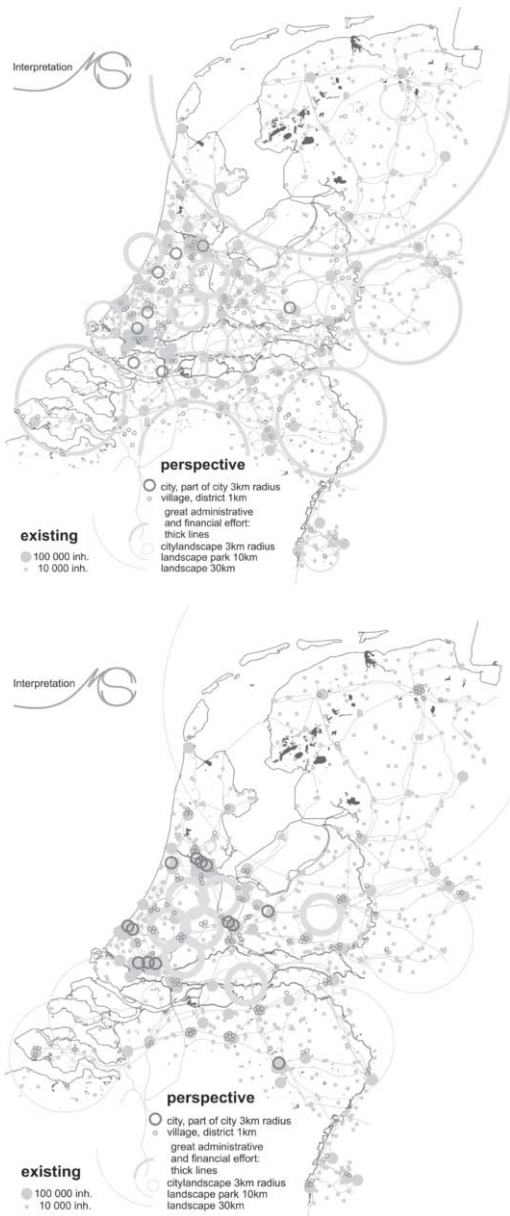 Interpretation MS
perspective
city, part of city 3km radius
village, district 1km
great administrative
and financial effort:
thick lines
existing
citylandscape 3km radius
100 000 inh.
landscape park 10km
10 000 inh.
landscape 30km
Interpretation MS
perspective
city, part of city 3km radius
village, district 1km
great administrative
and financial effort:
thick lines
existing
citylandscape 3km radius
100 000 inh.
landscape park 10km
10 000 inh.
landscape 30km